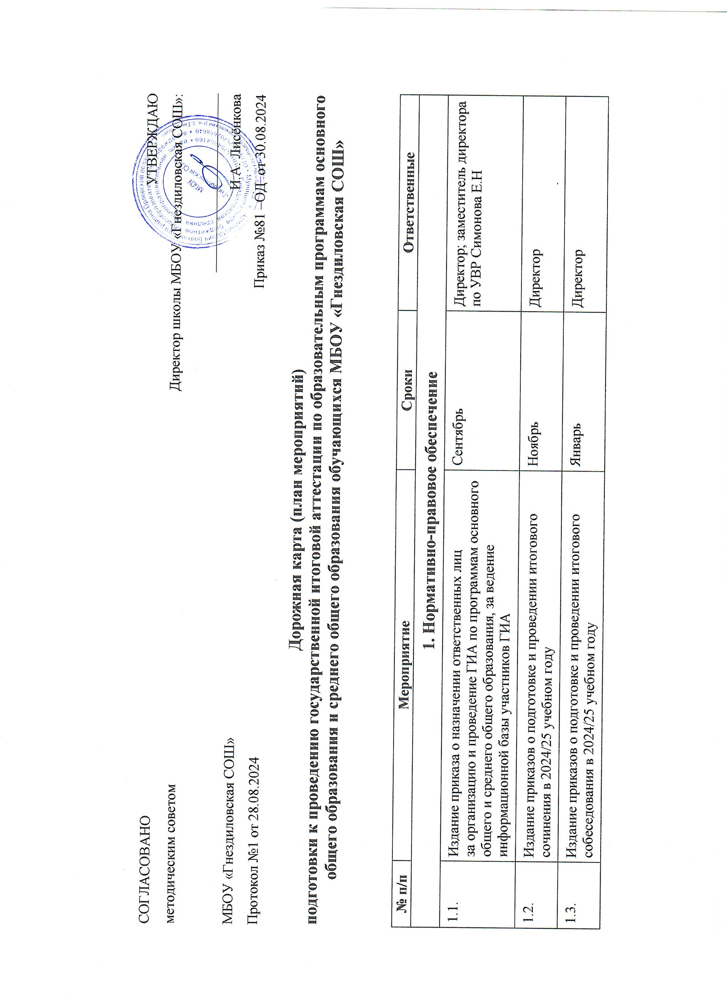 СОГЛАСОВАНО
методическим советом
МБОУ «Гнездиловская СОШ»
Протокол №1 от 28.08.2024
УТВЕРЖДАЮ
Директор школы МБОУ «Гнездиловская СОШ»:
И.А. Лисёнкова
Приказ №81 –ОД от 30.08.2024
МБОУ
Дорожная карта (план мероприятий)
подготовки к проведению государственной итоговой аттестации по образовательным программам основного
общего образования и среднего общего образования обучающихся МБОУ «Гнездиловская СОШ»
№ п/п Мероприятие Сроки Ответственные
1. Нормативно-правовое обеспечение
1.1. Издание приказа о назначении ответственных лиц Сентябрь Директор; заместитель директора
за организацию и проведение ГИА по программам основного по УВР Симонова Е.Н
общего и среднего общего образования, за ведение
информационной базы участников ГИА
1.2. Издание приказов о подготовке и проведении итогового Ноябрь Директор
сочинения в 2024/25 учебном году
1.3. Издание приказов о подготовке и проведении итогового Январь Директор
собеседования в 2024/25 учебном году